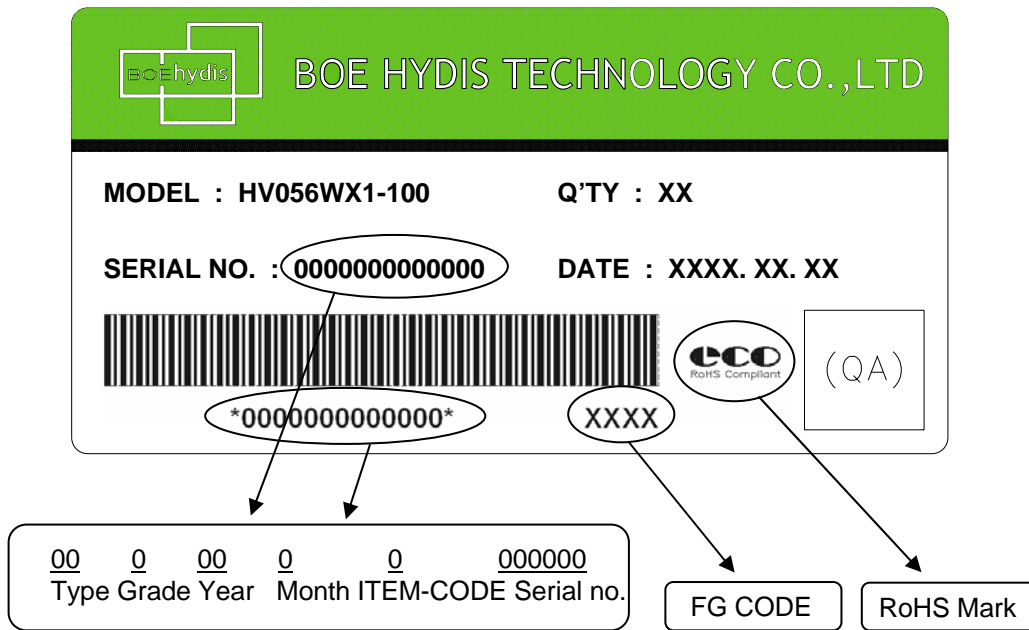 BOEhydis BOE HYDIS TECHNOLOGY CO.,LTD
MODEL : HV056WX1-100 Q'TY : XX
SERIAL NO. : 0000000000000 DATE : XXXX. XX. XX
eco
RoHS Compliant
(QA)
*0000000000000* XXXX
00 0 00 0 0 000000
Type Grade Year Month ITEM-CODE Serial no.
FG CODE RoHS Mark